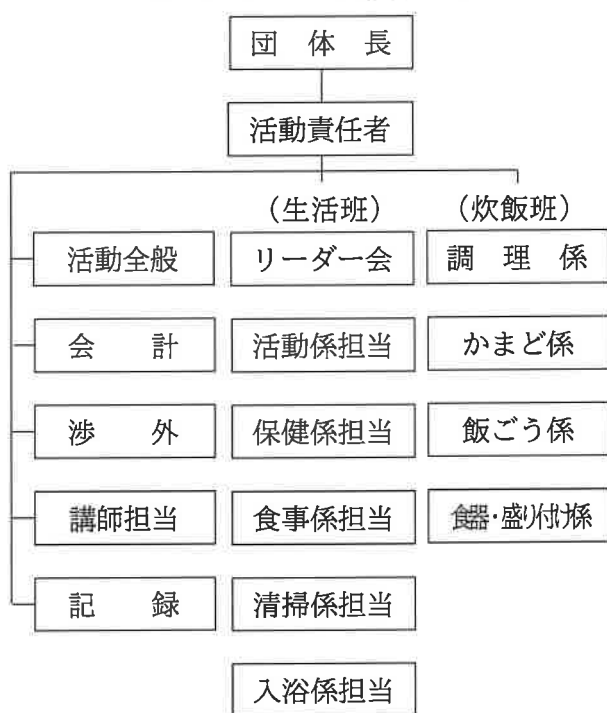 団体長
活動責任者
（生活班） （炊飯班）
活動全般 リーダー会 調理係
会計 活動係担当 かまど係
渉外 保健係担当 飯ごう係
講師担当 食事係担当 食器・盛り付け係
記録 清掃係担当
入浴係担当